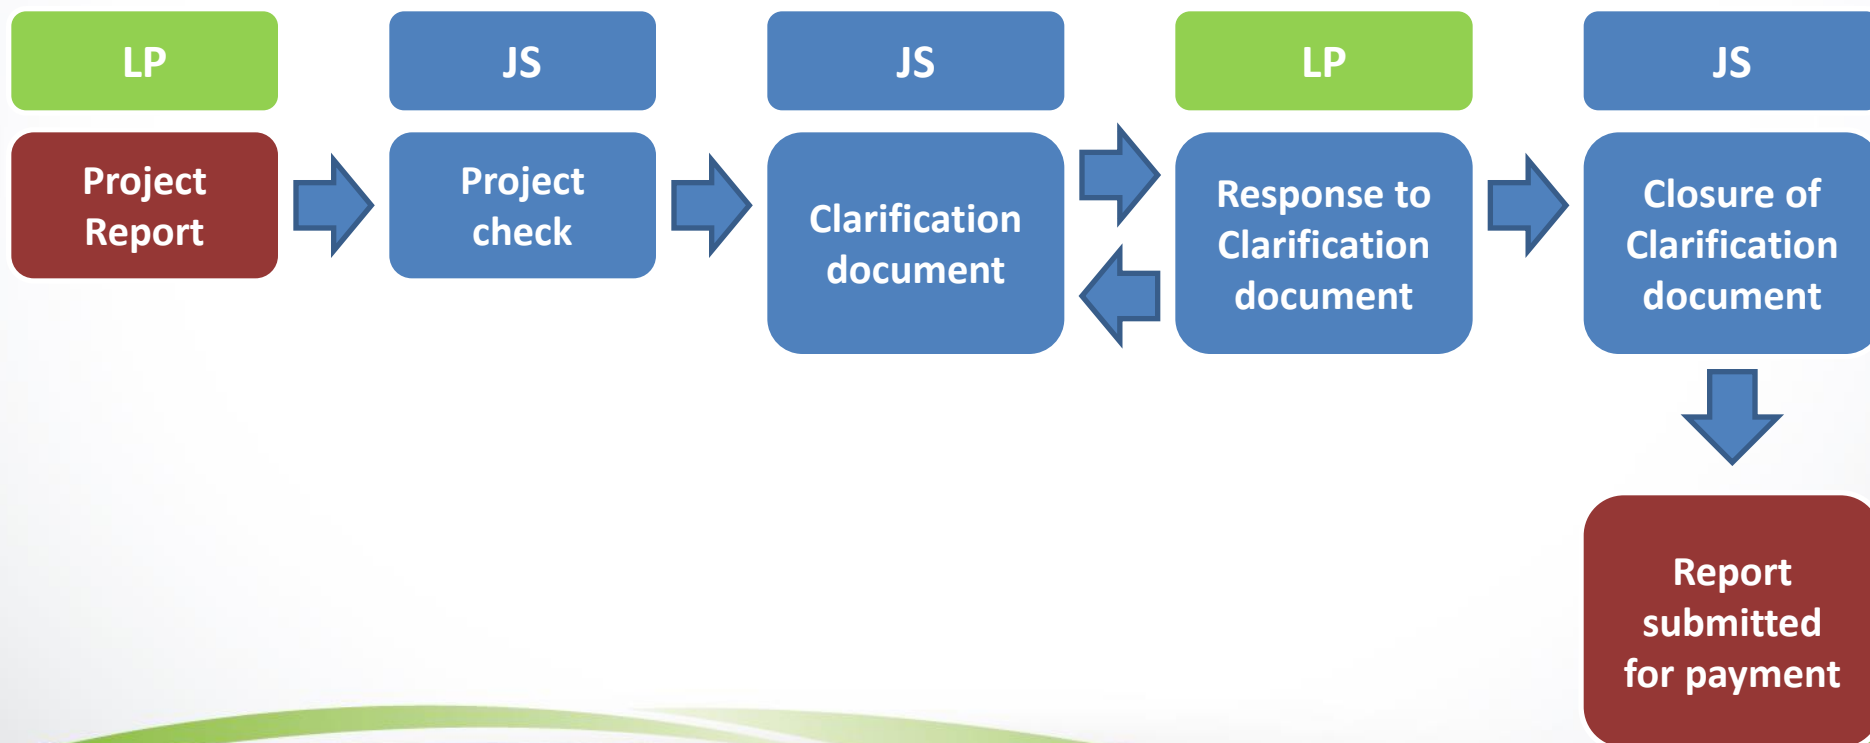 LP
JS
JS
LP
JS
Project
Report
Project
check
Clarification
document
Response to
Clarification
document
Closure of
Clarification
document
Report
submitted
for payment